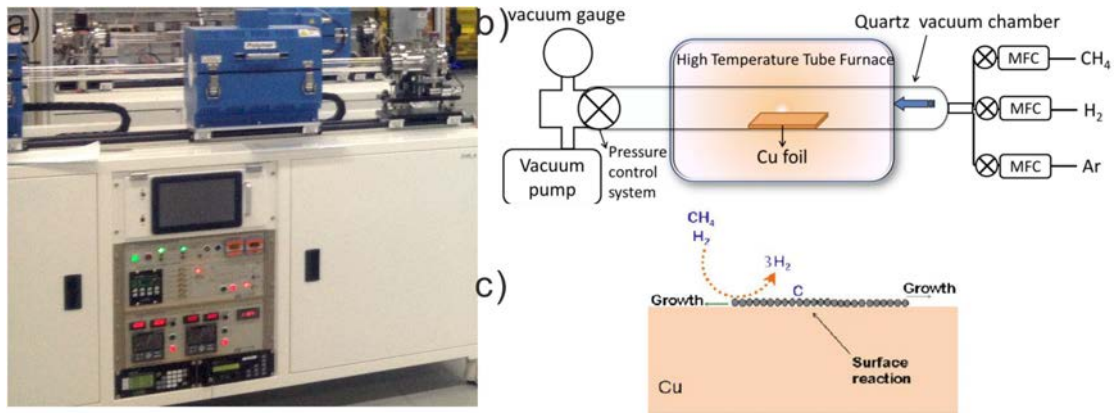 a)
Polymer
b)
vacuum gauge
Quartz vacuum chamber
High Temperature Tube Furnace
MFC
CH4
MFC
H2
MFC
Ar
Cu foil
Vacuum
pump
Pressure
control
system
c)
CH4
H2
3H2
C
Growth
Growth
Surface
reaction
Cu